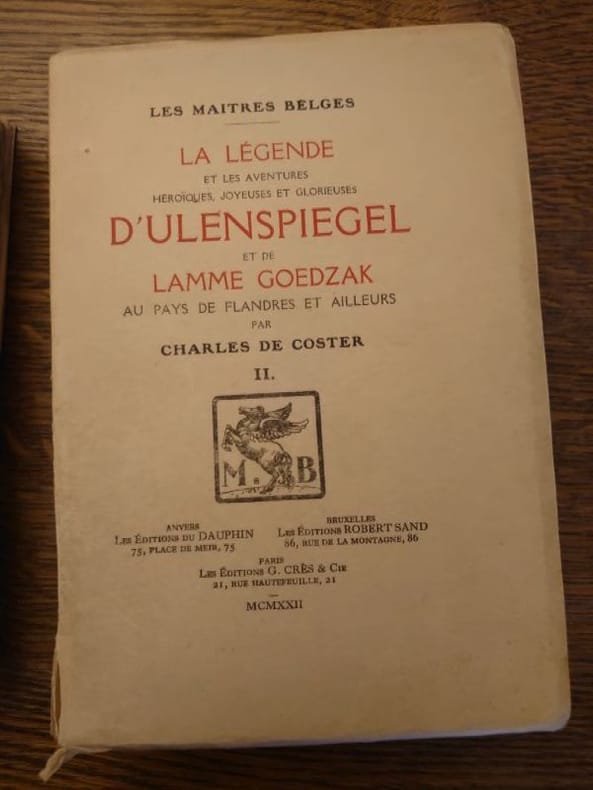 LES MAITRES BELGES
LA LÉGENDE
ET LES AVENTURES
HÉROÏQUES, JOYEUSES ET GLORIEUSES
D'ULENSPIEGEL
ET DE
LAMME GOEDZAK
AU PAYS DE FLANDRES ET AILLEURS
PAR
CHARLES DE COSTER
II.
M. B
ANVERS
LES ÉDITIONS DU DAUPHIN
75, PLACE DE MEIR, 75
BRUXELLES
LES ÉDITIONS ROBERT SAND
86, RUE DE LA MONTAGNE, 86
PARIS
LES ÉDITIONS G. CRÈS & CIE
21, RUE HAUTEFEUILLE, 21
MCMXXII